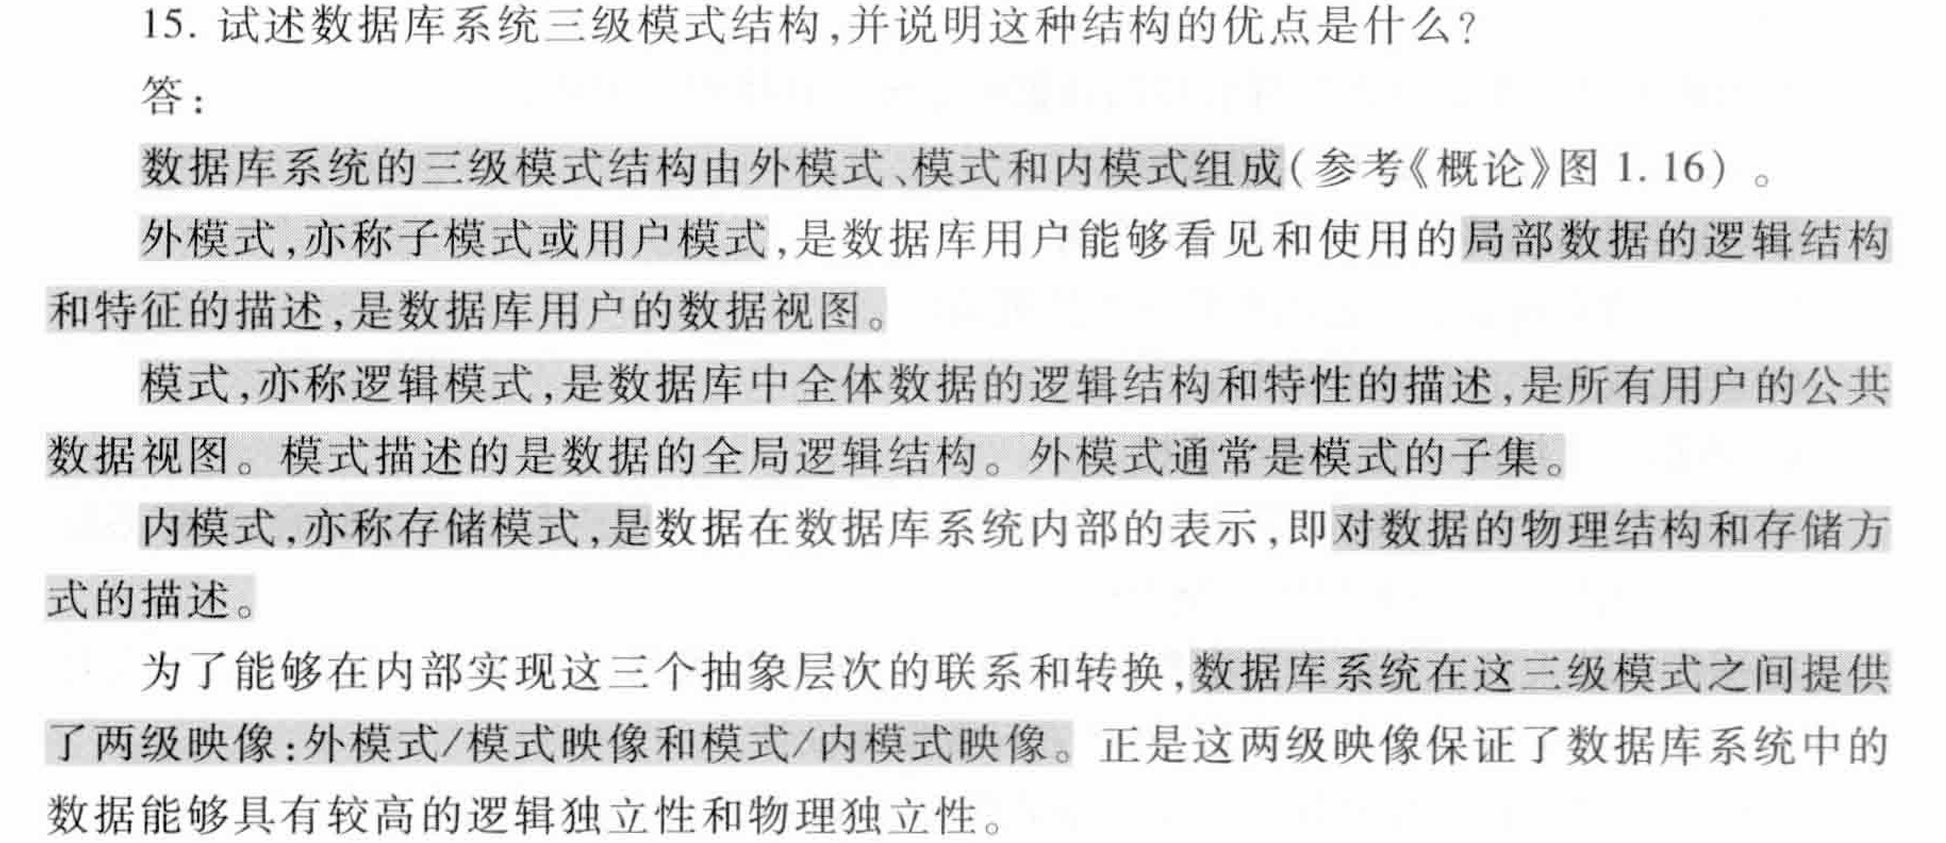 15. 试述数据库系统三级模式结构,并说明这种结构的优点是什么?
答:
数据库系统的三级模式结构由外模式、模式和内模式组成(参考《概论》图 1.16)。
外模式,亦称子模式或用户模式,是数据库用户能够看见和使用的局部数据的逻辑结构
和特征的描述,是数据库用户的数据视图。
模式,亦称逻辑模式,是数据库中全体数据的逻辑结构和特性的描述,是所有用户的公共
数据视图。模式描述的是数据的全局逻辑结构。外模式通常是模式的子集。
内模式,亦称存储模式,是数据在数据库系统内部的表示,即对数据的物理结构和存储方
式的描述。
为了能够在内部实现这三个抽象层次的联系和转换,数据库系统在这三级模式之间提供
了两级映像:外模式/模式映像和模式/内模式映像。正是这两级映像保证了数据库系统中的
数据能够具有较高的逻辑独立性和物理独立性。